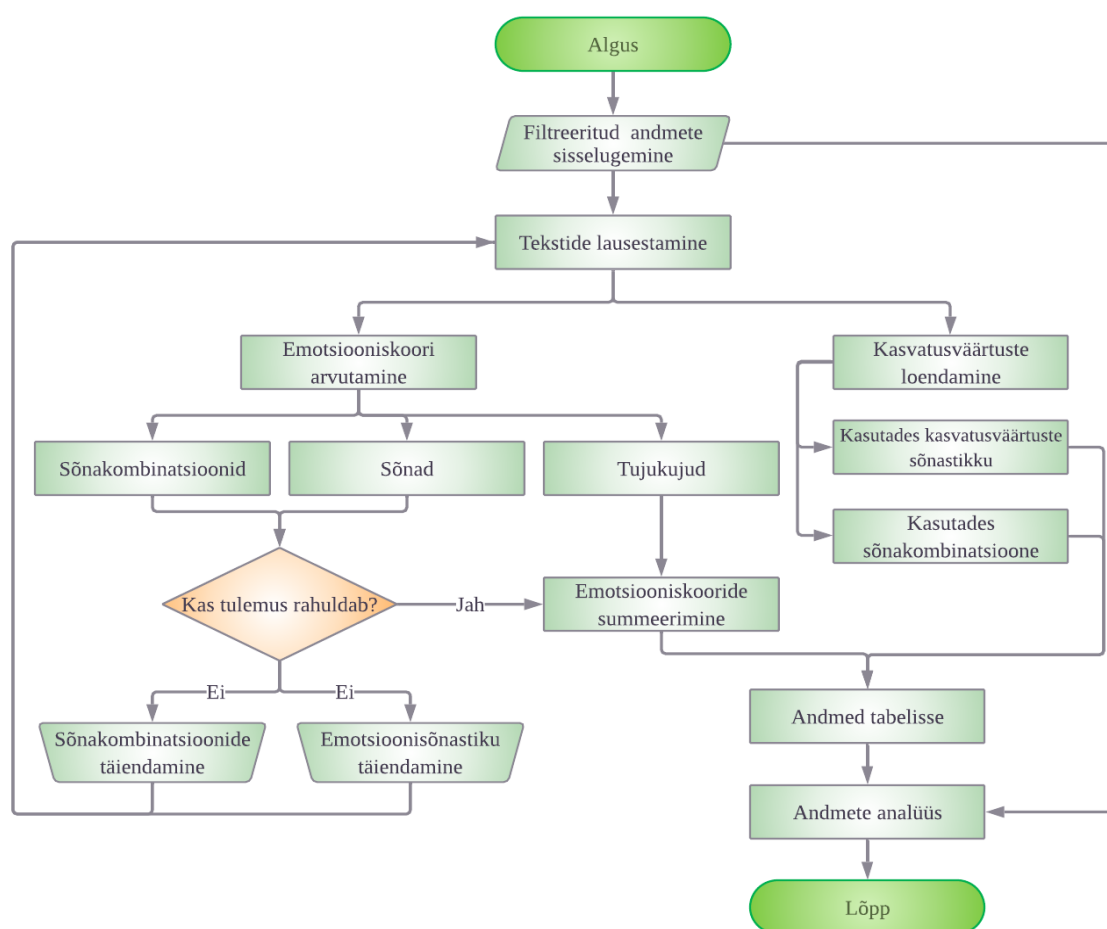 Algus
Filtreeritud andmete
sisselugemine
Tekstide lausestamine
Emotsiooniskoori
arvutamine
Kasvatusväärtuste
loendamine
Kasutades kasvatusväärtuste
sõnastikku
Sõnakombinatsioonid
Sõnad
Tujukujud
Kasutades
sõnakombinatsioone
Kas tulemus rahuldab?
Jah
Emotsiooniskooride
summeerimine
Ei
Ei
Sõnakombinatsioonide
täiendamine
Emotsioonisõnastiku
täiendamine
Andmed tabelisse
Andmete analüüs
Lõpp